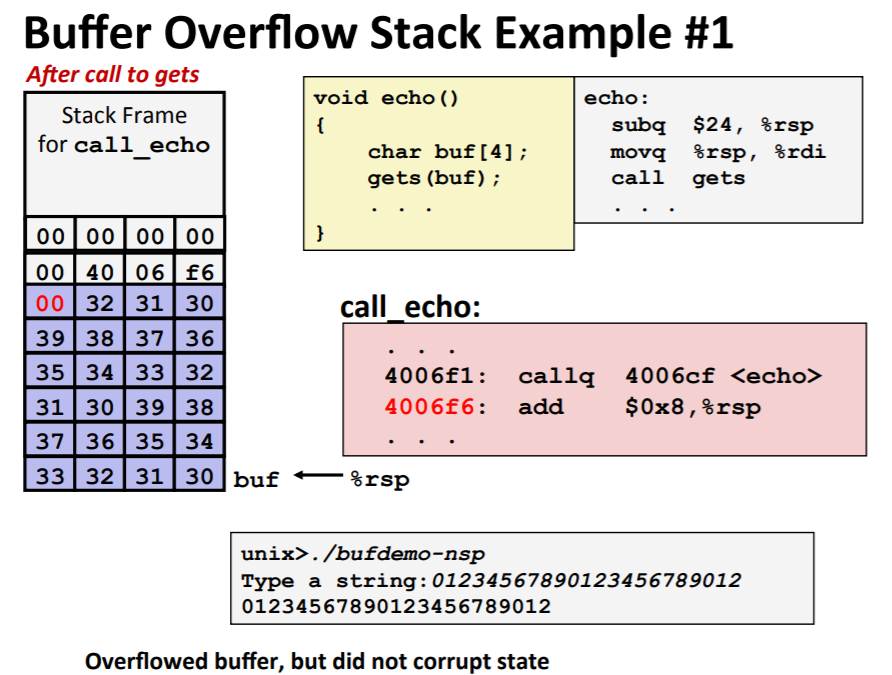 Buffer Overflow Stack Example #1
After call to gets
Stack Frame
for call_echo
00 00 00 00
00 40 06 f6
00 32 31 30
39 38 37 36
35 34 33 32
31 30 39 38
37 36 35 34
33 32 31 30
buf
%rsp
void echo()
{
char buf[4];
gets(buf);
. . .
}
echo:
subq $24, %rsp
movq %rsp, %rdi
call gets
. . .
call_echo:
. . .
4006f1: callq 4006cf <echo>
4006f6: add $0x8,%rsp
. . .
unix>./bufdemo-nsp
Type a string:01234567890123456789012
01234567890123456789012
Overflowed buffer, but did not corrupt state